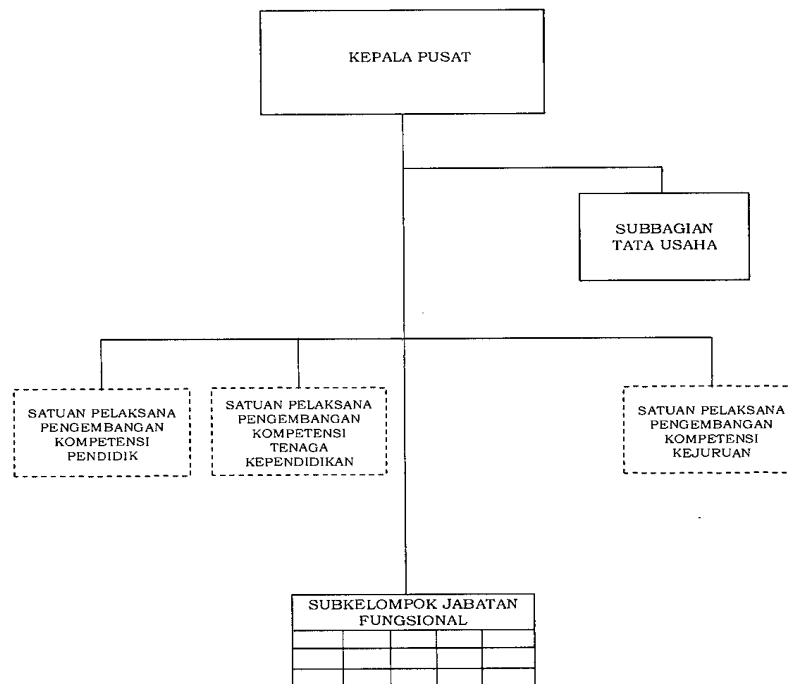 KEPALA PUSAT
SUBBAGIAN
TATA USAHA
SATUAN PELAKSANA
PENGEMBANGAN
KOMPETENSI
PENDIDIK
SATUAN PELAKSANA
PENGEMBANGAN
KOMPETENSI
TENAGA
KEPENDIDIKAN
SATUAN PELAKSANA
PENGEMBANGAN
KOMPETENSI
KEJURUAN
SUBKELOMPOK JABATAN
FUNGSIONAL